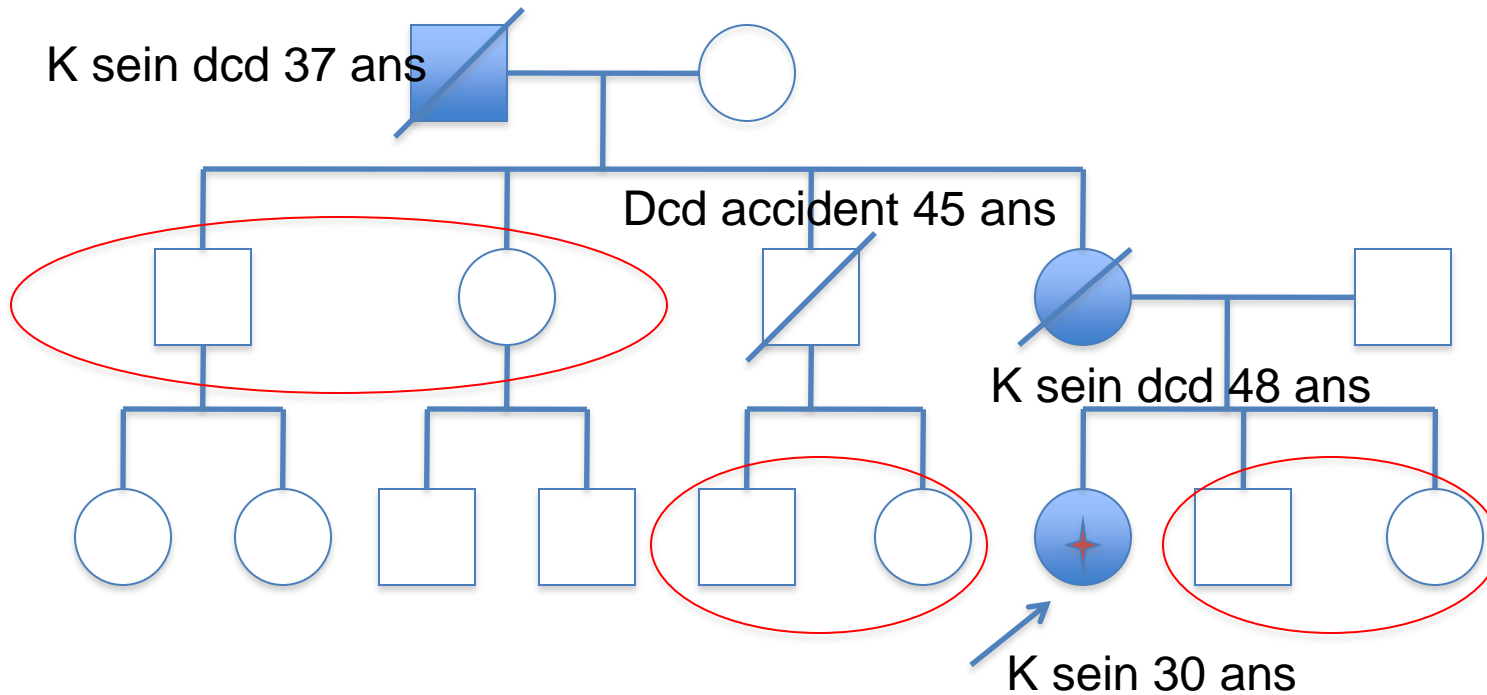 K sein dcd 37 ans
Dcd accident 45 ans
K sein dcd 48 ans
K sein 30 ans